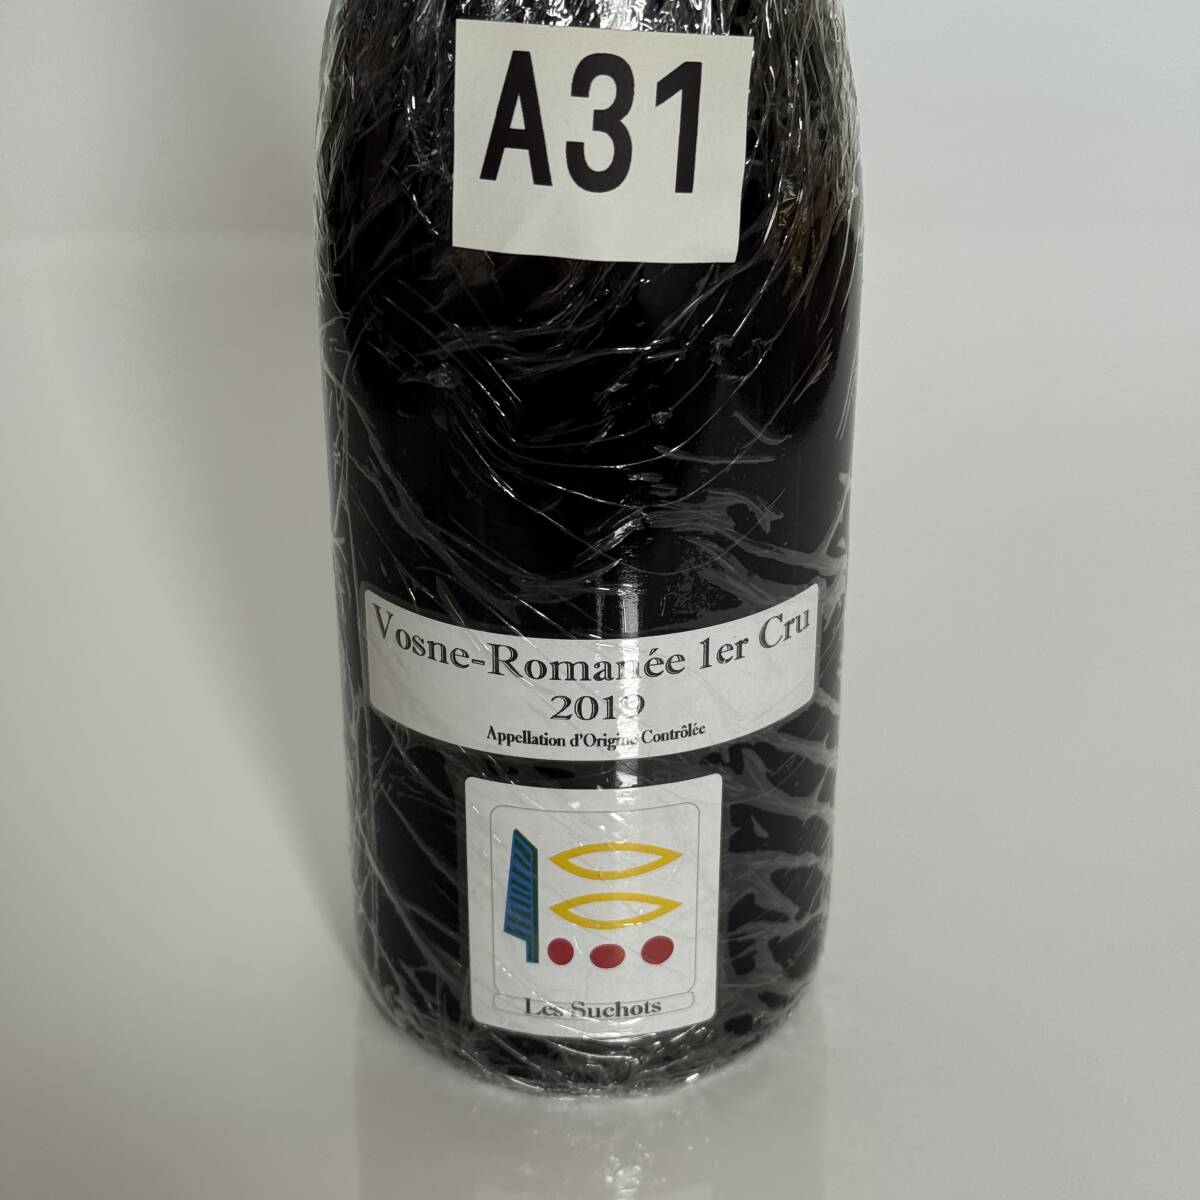 A31
Vosne-Romanée 1er Cru
2019
Appellation d'Origine Contrôlée
Les Suchots